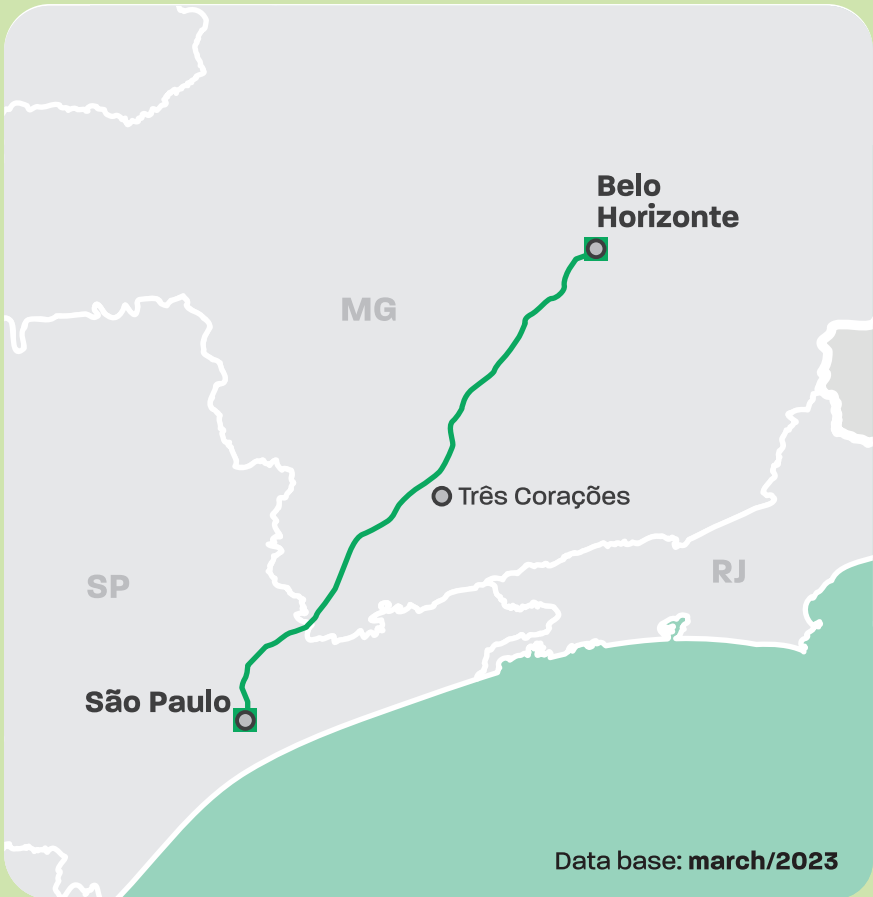 Belo
Horizonte
MG
Três Corações
SP
RJ
São Paulo
Data base: march/2023